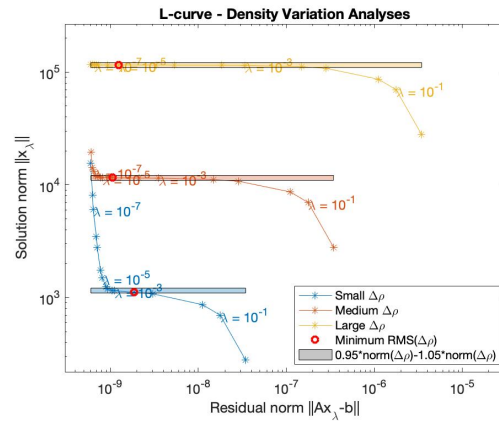 L-curve - Density Variation Analyses
Solution norm ||x_λ||
10^5
10^4
10^3
λ = 10^-5
λ = 10^-3
λ = 10^-1
10^-7
λ = 10^-5
λ = 10^-3
λ = 10^-1
λ = 10^-7
λ = 10^-5
λ = 10^-3
λ = 10^-1
Small Δρ
Medium Δρ
Large Δρ
Minimum RMS(Δρ)
0.95*norm(Δρ)-1.05*norm(Δρ)
10^-9
10^-8
10^-7
10^-6
10^-5
Residual norm ||Ax_λ-b||